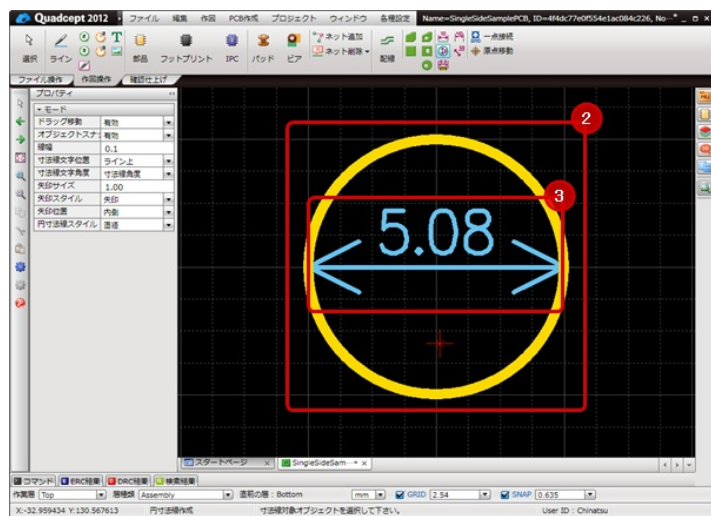 Quadcept 2012
ファイル 編集 作図 PCB作成 プロジェクト ウィンドウ 各種設定
Name=SingleSideSamplePCB, ID=4f4dc77e0f554e1ac084c226, No…*
選択 ライン 部品 フットプリント IPC パッド ビア ネット追加 ネット削除 配線 一点接続 原点移動
ファイル操作 作図操作 確認仕上げ
プロパティ
モード
ドラッグ移動 有効
オブジェクトスナ 有効
線幅 0.1
寸法線文字位置 ライン上
寸法線文字角度 寸法線角度
矢印サイズ 1.00
矢印スタイル 矢印
矢印位置 内側
円寸法線スタイル 直径
2
3
5.08
スタートページ × SingleSideSam…* ×
コマンド ERC結果 DRC結果 検索結果
作業層 Top 層種類 Assembly 直前の層 : Bottom mm GRID 2.54 SNAP 0.635
X:-32.959434 Y:130.567613 円寸法線作成 寸法線対象オブジェクトを選択して下さい。 User ID : Chinatsu